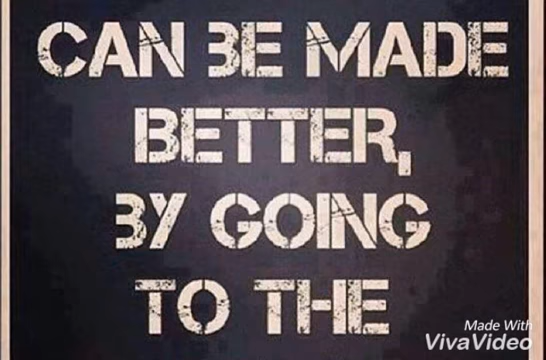 CAN BE MADE
BETTER,
BY GOING
TO THE
Made With
VivaVideo